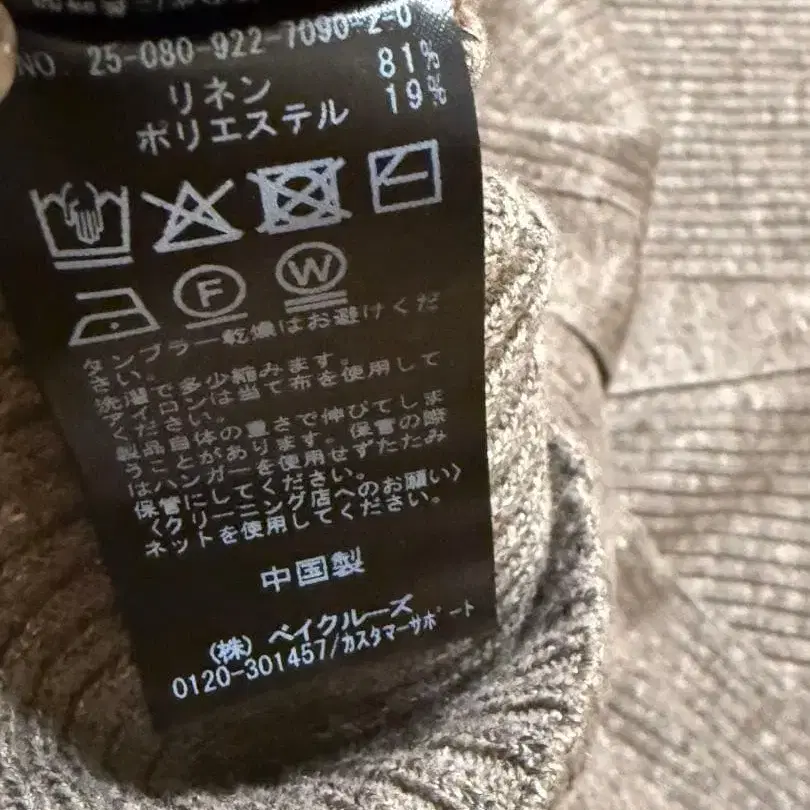 NO. 25-080-922-7090-2-0
リネン 81%
ポリエステル 19%
F W
タンブラー乾燥はお避けくだ
さい。
洗濯で多少縮みます。
アイロンは当て布を使用して
ください。
製品自体の重さで伸びてしま
うことがあります。保管の際
はハンガーを使用せずたたみ
保管にしてください。
〈クリーニング店へのお願い〉
ネットを使用してください。
中国製
(株) ベイクルーズ
0120-301457/カスタマーサポート